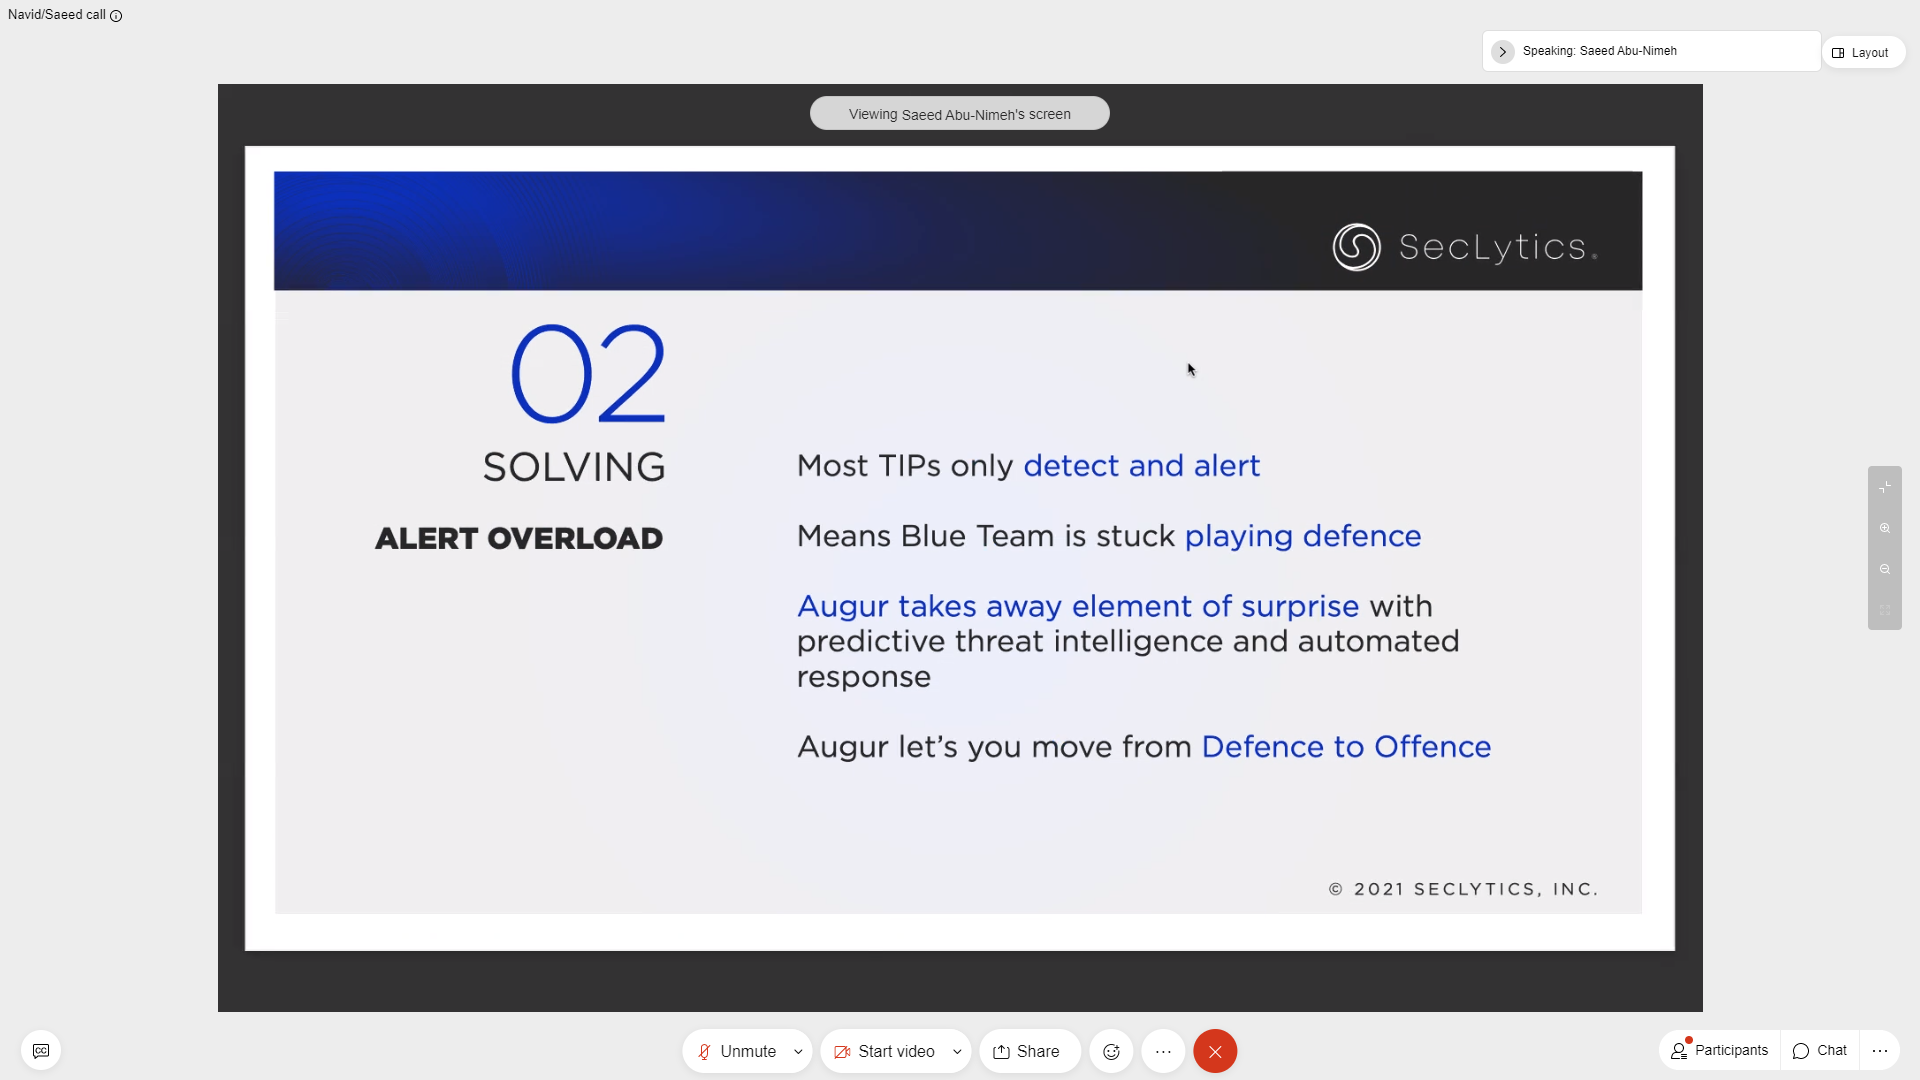 Navid/Saeed call
Speaking: Saeed Abu-Nimeh
Layout
Viewing Saeed Abu-Nimeh's screen
SecLytics®
02
SOLVING
ALERT OVERLOAD
Most TIPs only detect and alert
Means Blue Team is stuck playing defence
Augur takes away element of surprise with
predictive threat intelligence and automated
response
Augur let’s you move from Defence to Offence
© 2021 SECLYTICS, INC.
CC
Unmute
Start video
Share
Participants
Chat